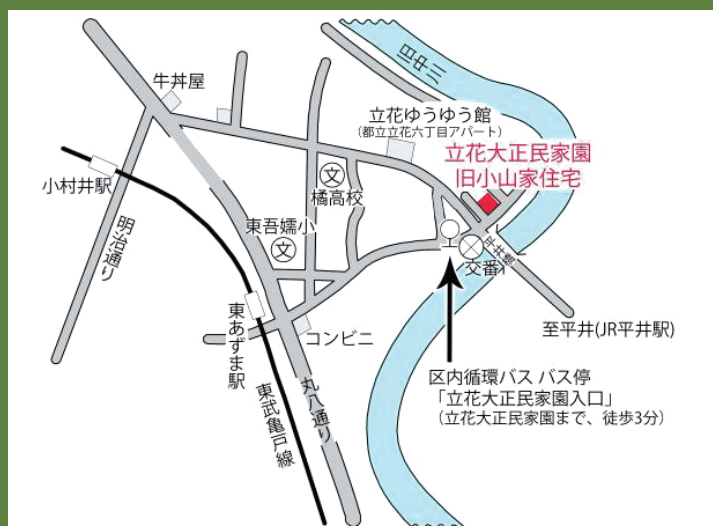 旧中川
牛丼屋
立花ゆうゆう館
(都立立花六丁目アパート)
立花大正民家園
旧小山家住宅
文
橘高校
小村井駅
東吾嬬小
文
明治通り
平井橋
交番
東あずま駅
コンビニ
至平井(JR平井駅)
丸八通り
東武亀戸線
区内循環バス バス停
「立花大正民家園入口」
(立花大正民家園まで、徒歩3分)